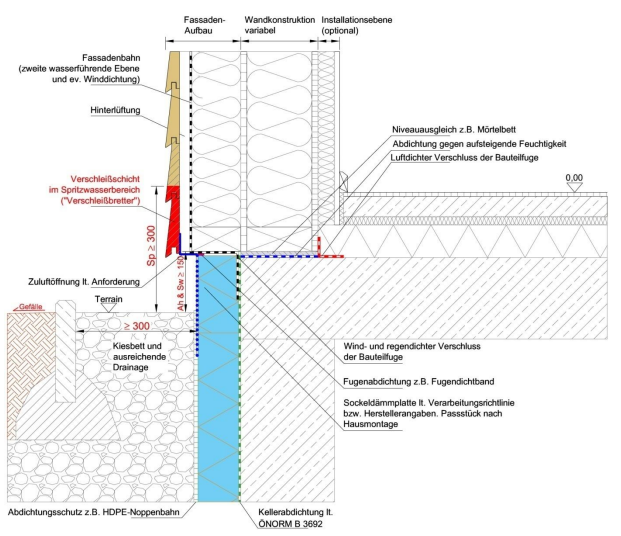 Fassaden-
Aufbau
Wandkonstruktion
variabel
Installationsebene
(optional)
Fassadenbahn
(zweite wasserführende Ebene
und ev. Winddichtung)
Hinterlüftung
Verschleißschicht
im Spritzwasserbereich
("Verschleißbretter")
Niveauausgleich z.B. Mörtelbett
Abdichtung gegen aufsteigende Feuchtigkeit
Luftdichter Verschluss der Bauteilfuge
0,00
Sp ≥ 300
Ah & Sw ≥ 150
Zuluftöffnung lt. Anforderung
Terrain
Gefälle
≥ 300
Kiesbett und
ausreichende
Drainage
Wind- und regendichter Verschluss
der Bauteilfuge
Fugenabdichtung z.B. Fugendichtband
Sockeldämmplatte lt. Verarbeitungsrichtlinie
bzw. Herstellerangaben. Passstück nach
Hausmontage
Abdichtungsschutz z.B. HDPE-Noppenbahn
Kellerabdichtung lt.
ÖNORM B 3692